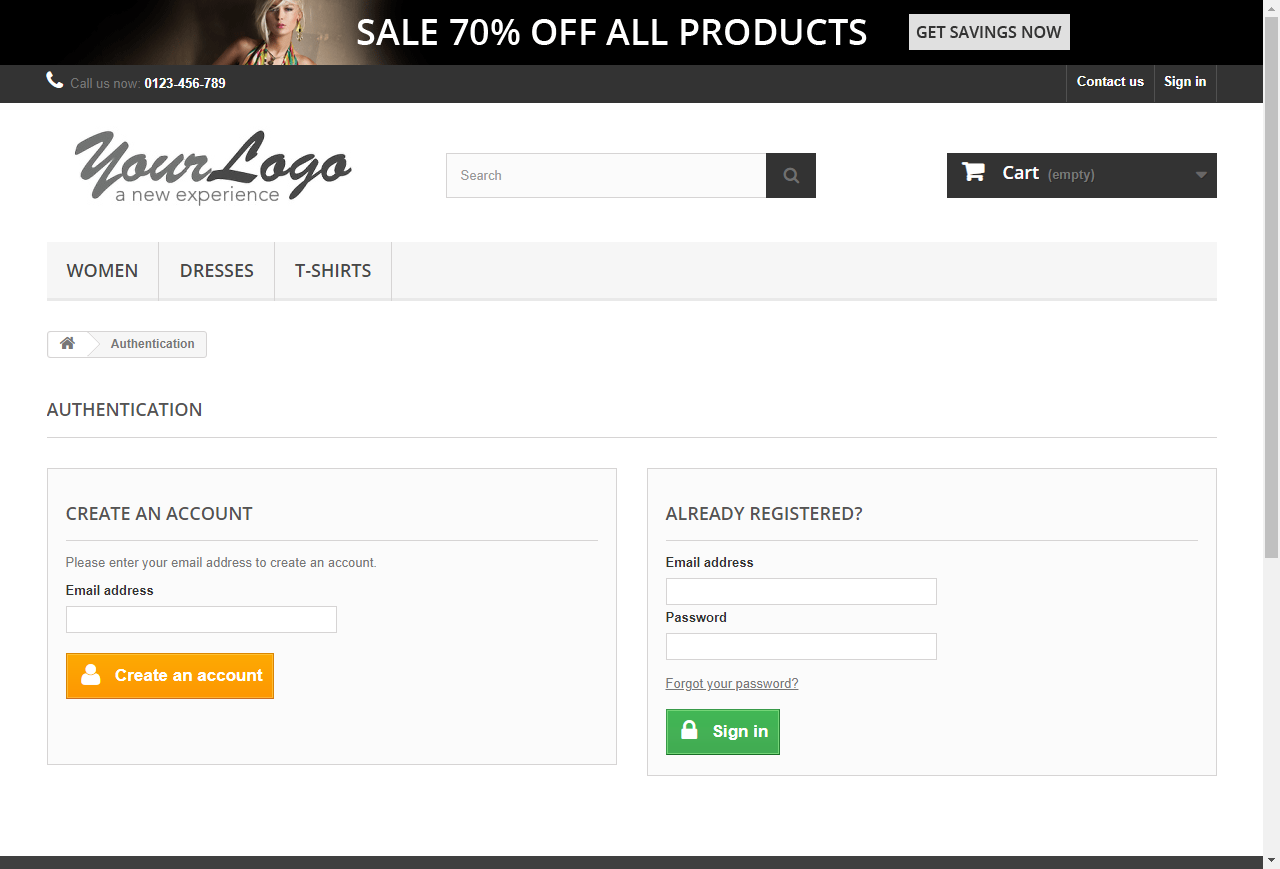 SALE 70% OFF ALL PRODUCTS GET SAVINGS NOW
Call us now: 0123-456-789 Contact us Sign in
YourLogo
a new experience
Search
Cart (empty)
WOMEN DRESSES T-SHIRTS
Authentication
AUTHENTICATION
CREATE AN ACCOUNT
Please enter your email address to create an account.
Email address
Create an account
ALREADY REGISTERED?
Email address
Password
Forgot your password?
Sign in